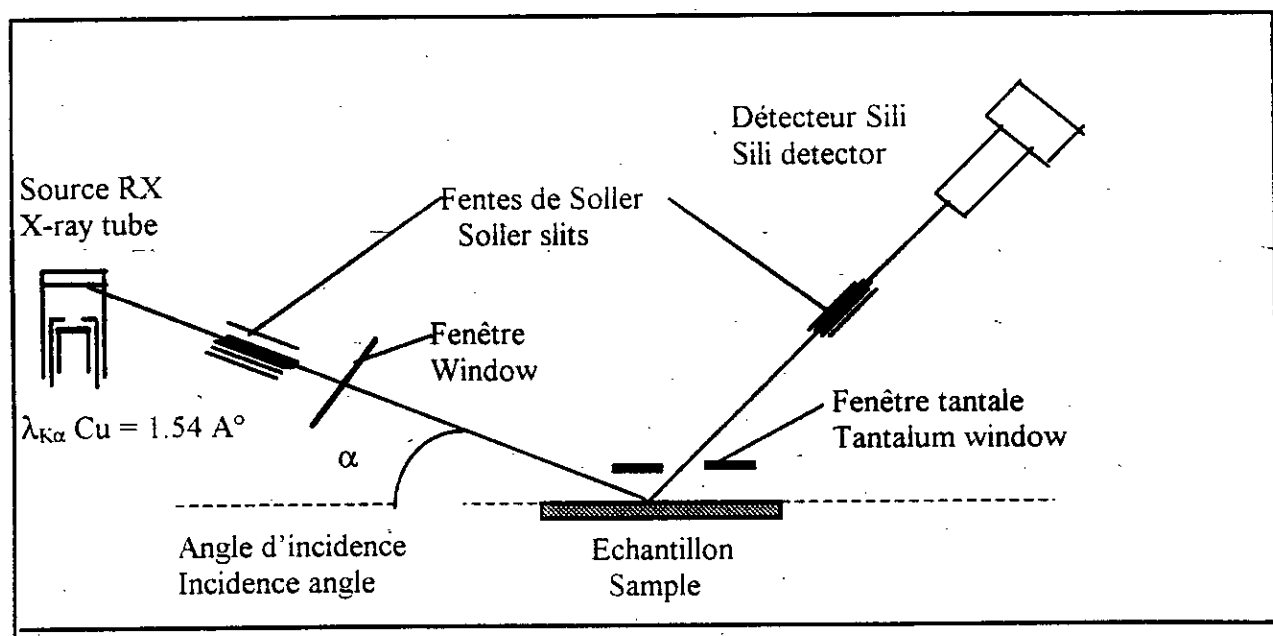 Source RX
X-ray tube
Fentes de Soller
Soller slits
Détecteur Sili
Sili detector
Fenêtre
Window
λKα Cu = 1.54 A°
α
Fenêtre tantale
Tantalum window
Angle d'incidence
Incidence angle
Echantillon
Sample